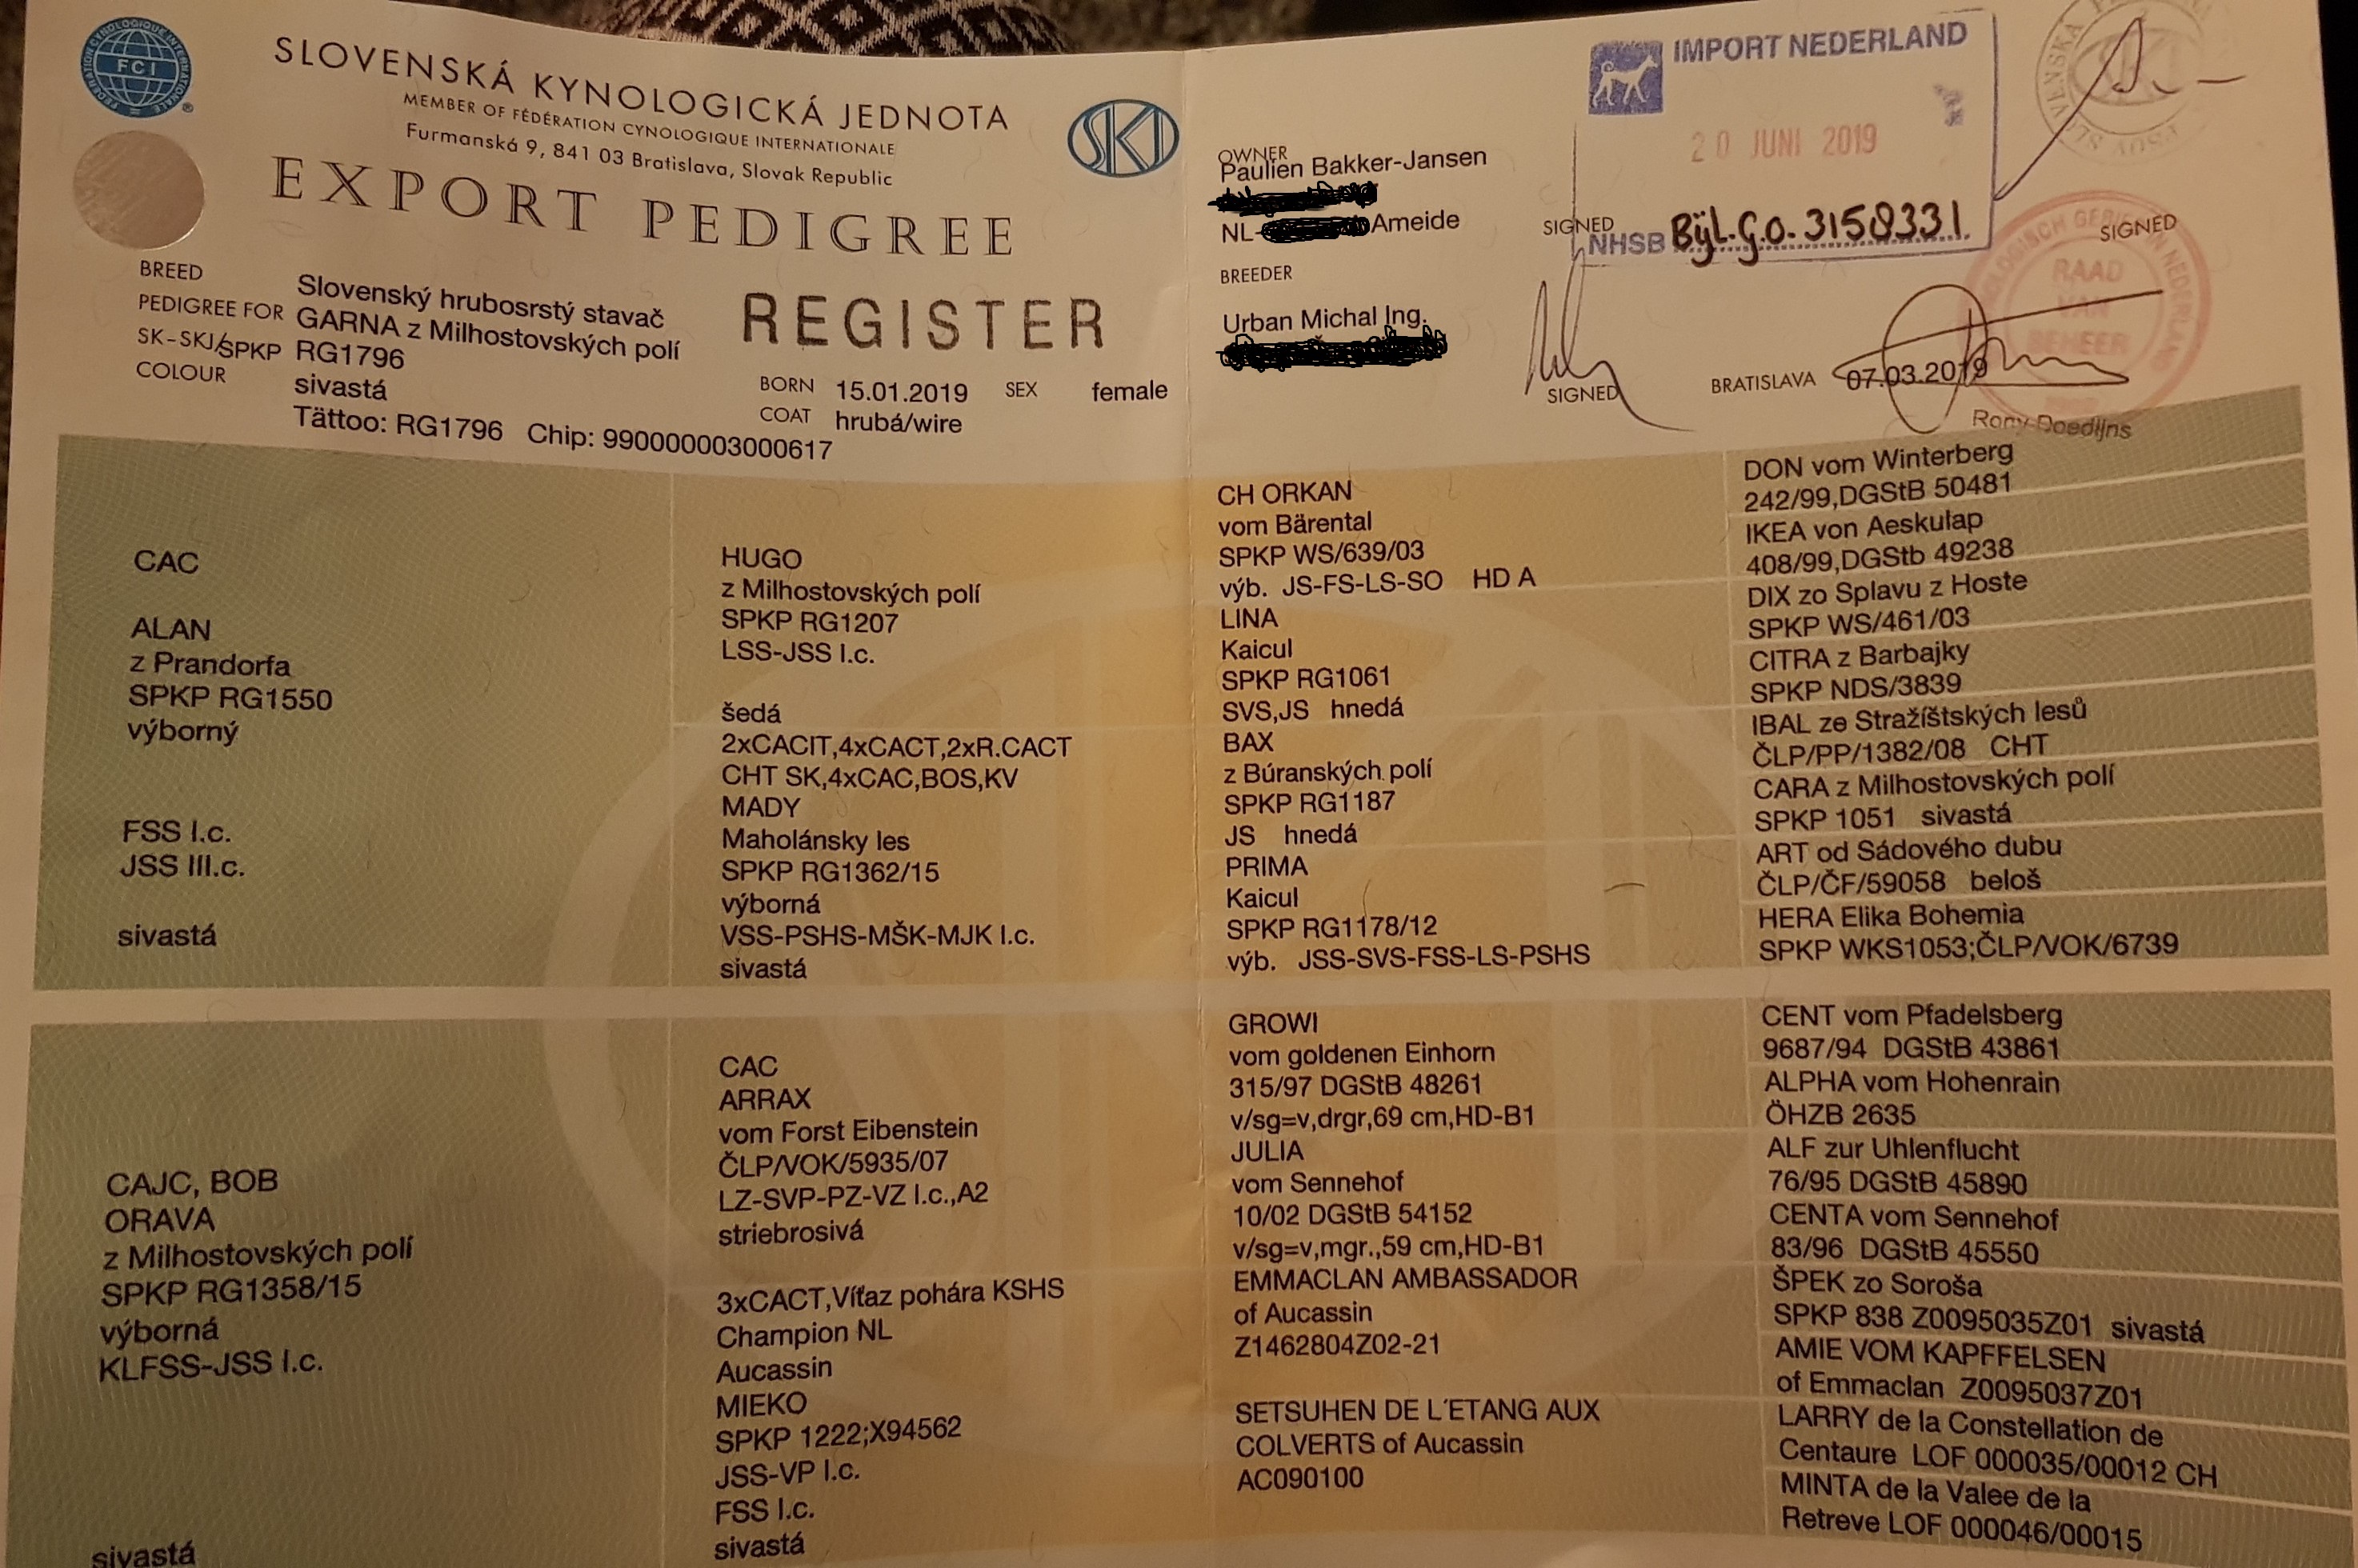 FEDERATION CYNOLOGIQUE INTERNATIONALE
FCI
®
SLOVENSKÁ KYNOLOGICKÁ JEDNOTA
MEMBER OF FÉDÉRATION CYNOLOGIQUE INTERNATIONALE
Furmanská 9, 841 03 Bratislava, Slovak Republic
SKJ
EXPORT PEDIGREE
BREED Slovenský hrubosrstý stavač
PEDIGREE FOR GARNA z Milhostovských polí
SK-SKJ/SPKP RG1796
COLOUR sivastá
Tättoo: RG1796 Chip: 990000003000617
REGISTER
BORN 15.01.2019 SEX female
COAT hrubá/wire
OWNER
Paulien Bakker-Jansen
NL- Ameide
SIGNED
BREEDER
Urban Michal Ing.
SIGNED
IMPORT NEDERLAND
20 JUNI 2019
NHSB Bijl.G.0.3158331
SIGNED
RAAD
VAN
BEHEER
BRATISLAVA 07.03.2019
Rony Doedijns
CAC
ALAN
z Prandorfa
SPKP RG1550
výborný
FSS I.c.
JSS III.c.
sivastá
HUGO
z Milhostovských polí
SPKP RG1207
LSS-JSS I.c.
šedá
2xCACIT,4xCACT,2xR.CACT
CHT SK,4xCAC,BOS,KV
MADY
Maholánsky les
SPKP RG1362/15
výborná
VSS-PSHS-MŠK-MJK I.c.
sivastá
CH ORKAN
vom Bärental
SPKP WS/639/03
výb. JS-FS-LS-SO HD A
LINA
Kaicul
SPKP RG1061
SVS,JS hnedá
BAX
z Búranských polí
SPKP RG1187
JS hnedá
PRIMA
Kaicul
SPKP RG1178/12
výb. JSS-SVS-FSS-LS-PSHS
DON vom Winterberg
242/99,DGStB 50481
IKEA von Aeskulap
408/99,DGStb 49238
DIX zo Splavu z Hoste
SPKP WS/461/03
CITRA z Barbajky
SPKP NDS/3839
IBAL ze Stražíštských lesů
ČLP/PP/1382/08 CHT
CARA z Milhostovských polí
SPKP 1051 sivastá
ART od Sádového dubu
ČLP/ČF/59058 beloš
HERA Elika Bohemia
SPKP WKS1053;ČLP/VOK/6739
CAJC, BOB
ORAVA
z Milhostovských polí
SPKP RG1358/15
výborná
KLFSS-JSS I.c.
sivastá
CAC
ARRAX
vom Forst Eibenstein
ČLP/VOK/5935/07
LZ-SVP-PZ-VZ I.c.,A2
striebrosivá
3xCACT,Víťaz pohára KSHS
Champion NL
Aucassin
MIEKO
SPKP 1222;X94562
JSS-VP I.c.
FSS I.c.
sivastá
GROWI
vom goldenen Einhorn
315/97 DGStB 48261
v/sg=v,drgr,69 cm,HD-B1
JULIA
vom Sennehof
10/02 DGStB 54152
v/sg=v,mgr.,59 cm,HD-B1
EMMACLAN AMBASSADOR
of Aucassin
Z1462804Z02-21
SETSUHEN DE L´ETANG AUX
COLVERTS of Aucassin
AC090100
CENT vom Pfadelsberg
9687/94 DGStB 43861
ALPHA vom Hohenrain
ÖHZB 2635
ALF zur Uhlenflucht
76/95 DGStB 45890
CENTA vom Sennehof
83/96 DGStB 45550
ŠPEK zo Soroša
SPKP 838 Z0095035Z01 sivastá
AMIE VOM KAPFFELSEN
of Emmaclan Z0095037Z01
LARRY de la Constellation de
Centaure LOF 000035/00012 CH
MINTA de la Valee de la
Retreve LOF 000046/00015